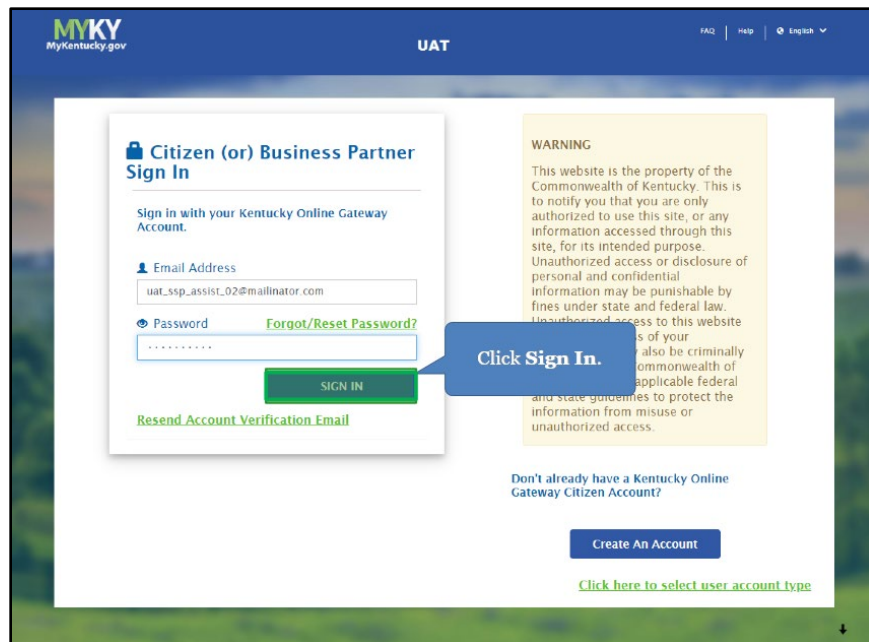 MYKY
MyKentucky.gov
UAT
FAQ
Help
English
Citizen (or) Business Partner
Sign In
Sign in with your Kentucky Online Gateway
Account.
Email Address
uat_ssp_assist_02@mailinator.com
Password
Forgot/Reset Password?
..........
SIGN IN
Resend Account Verification Email
Click Sign In.
WARNING
This website is the property of the
Commonwealth of Kentucky. This is
to notify you that you are only
authorized to use this site, or any
information accessed through this
site, for its intended purpose.
Unauthorized access or disclosure of
personal and confidential
information may be punishable by
fines under state and federal law.
Unauthorized access to this website
of your
also be criminally
applicable federal
and state guidelines to protect the
information from misuse or
unauthorized access.
Don't already have a Kentucky Online
Gateway Citizen Account?
Create An Account
Click here to select user account type